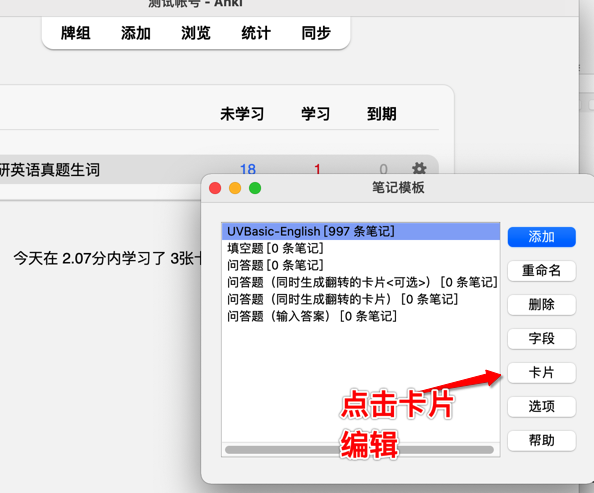 测试帐号 - Anki
牌组 添加 浏览 统计 同步
未学习 学习 到期
研英语真题生词 18 1 0
今天在 2.07分内学习了 3张卡
笔记模板
UVBasic-English [997 条笔记]
填空题 [0 条笔记]
问答题 [0 条笔记]
问答题（同时生成翻转的卡片<可选>） [0 条笔记]
问答题（同时生成翻转的卡片） [0 条笔记]
问答题（输入答案） [0 条笔记]
添加
重命名
删除
字段
卡片
选项
帮助
点击卡片
编辑